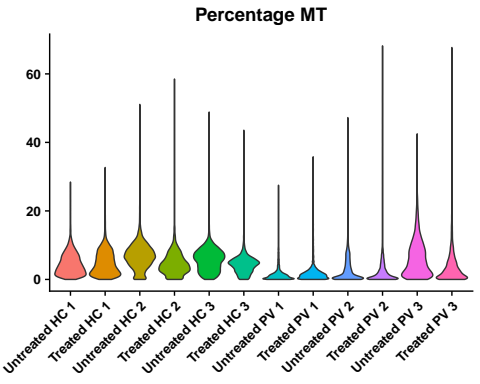 Percentage MT
60
40
20
0
Untreated HC 1
Treated HC 1
Untreated HC 2
Treated HC 2
Untreated HC 3
Treated HC 3
Untreated PV 1
Treated PV 1
Untreated PV 2
Treated PV 2
Untreated PV 3
Treated PV 3